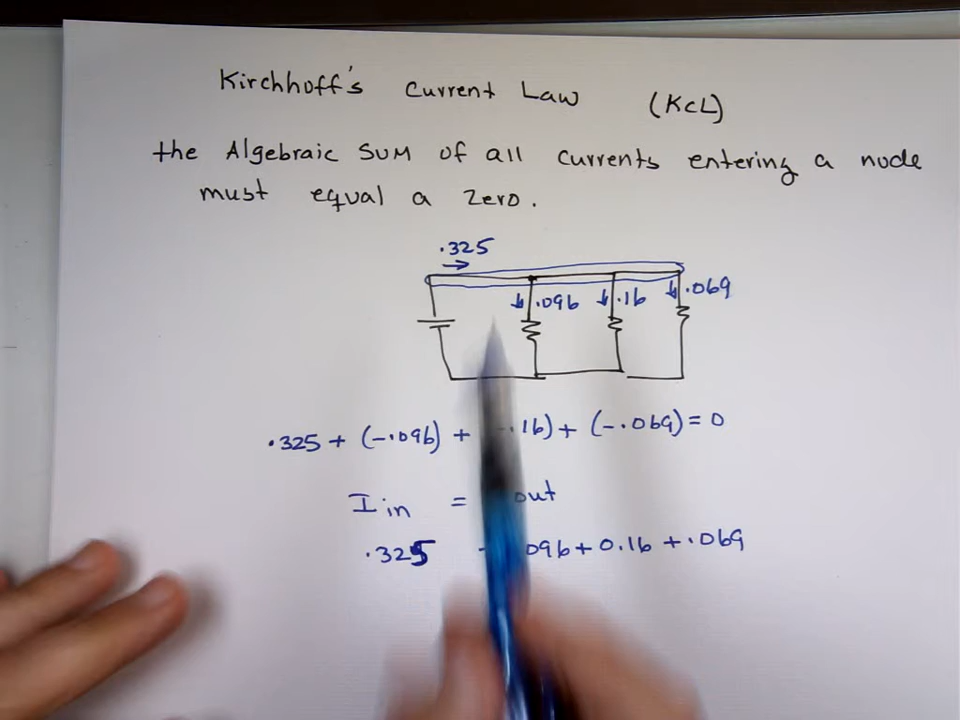 Kirchhoff's Current Law (KCL)
the Algebraic SUM of all currents entering a node
must equal a zero.
.325
.096 .16 .069
.325 + (-.096) + -.16) + (-.069) = 0
I in = out
.325 .096 + 0.16 + .069